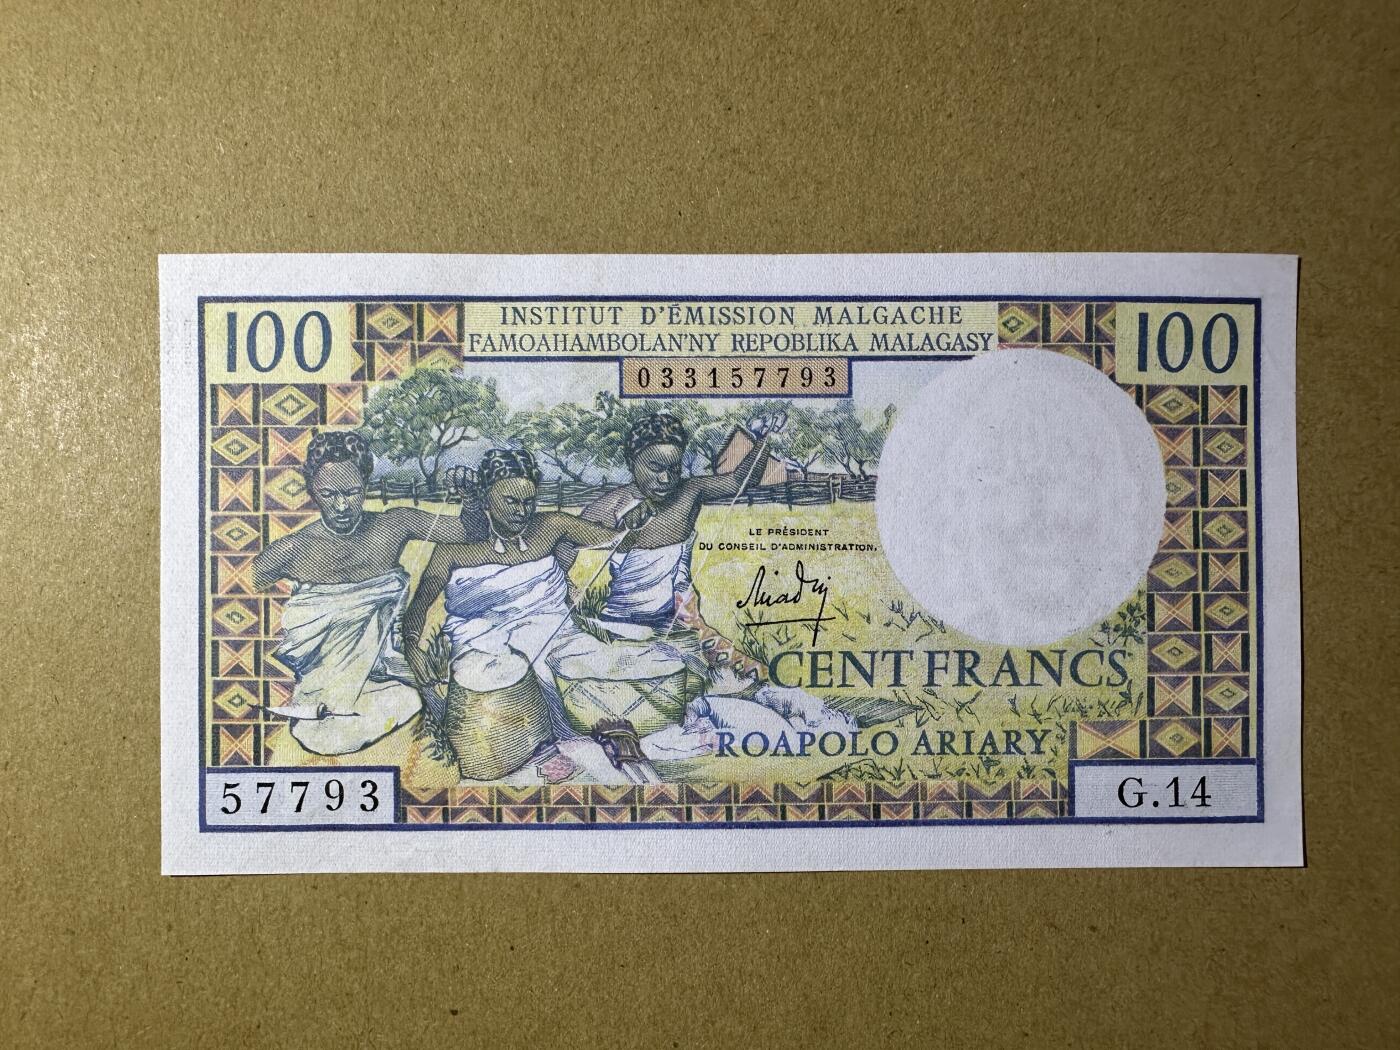 100
INSTITUT D'ÉMISSION MALGACHE
100
FAMOAHAMBOLAN'NY REPOBLIKA MALAGASY
033157793
LE PRÉSIDENT
DU CONSEIL D'ADMINISTRATION,
CENT FRANCS
ROAPOLO ARIARY
57793
G.14